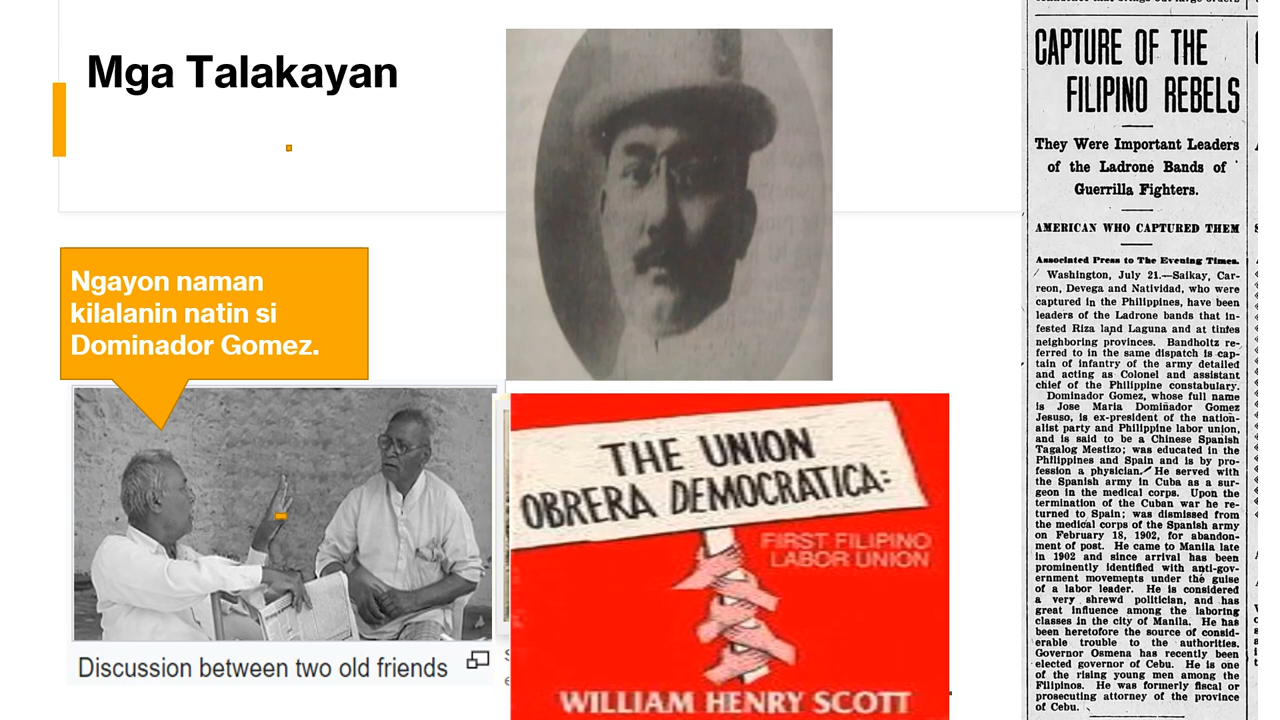 Mga Talakayan
Ngayon naman
kilalanin natin si
Dominador Gomez.
Discussion between two old friends
THE UNION
OBRERA DEMOCRATICA:
FIRST FILIPINO
LABOR UNION
WILLIAM HENRY SCOTT
CAPTURE OF THE
FILIPINO REBELS
They Were Important Leaders
of the Ladrone Bands of
Guerrilla Fighters.
AMERICAN WHO CAPTURED THEM
Associated Press to The Evening Times.
Washington, July 21.—Saikay, Car-
reon, Devega and Natividad, who were
captured in the Philippines, have been
leaders of the Ladrone bands that in-
fested Riza land Laguna and at times
neighboring provinces. Bandholtz re-
ferred to in the same dispatch is cap-
tain of infantry of the army detailed
and acting as Colonel and assistant
chief of the Philippine constabulary.
Dominador Gomez, whose full name
is Jose Maria Dominador Gomez
Jesuso, is ex-president of the nation-
alist party and Philippine labor union,
and is said to be a Chinese Spanish
Tagalog Mestizo; was educated in the
Philippines and Spain and is by pro-
fession a physician. He served with
the Spanish army in Cuba as a sur-
geon in the medical corps. Upon the
termination of the Cuban war he re-
turned to Spain; was dismissed from
the medical corps of the Spanish army
on February 18, 1902, for abandon-
ment of post. He came to Manila late
in 1902 and since arrival has been
prominently identified with anti-gov-
ernment movements under the guise
of a labor leader. He is considered
a very shrewd politician, and has
great influence among the laboring
classes in the city of Manila. He has
been heretofore the source of consid-
erable trouble to the authorities.
Governor Osmena has recently been
elected governor of Cebu. He is one
of the rising young men among the
Filipinos. He was formerly fiscal or
prosecuting attorney of the province
of Cebu.